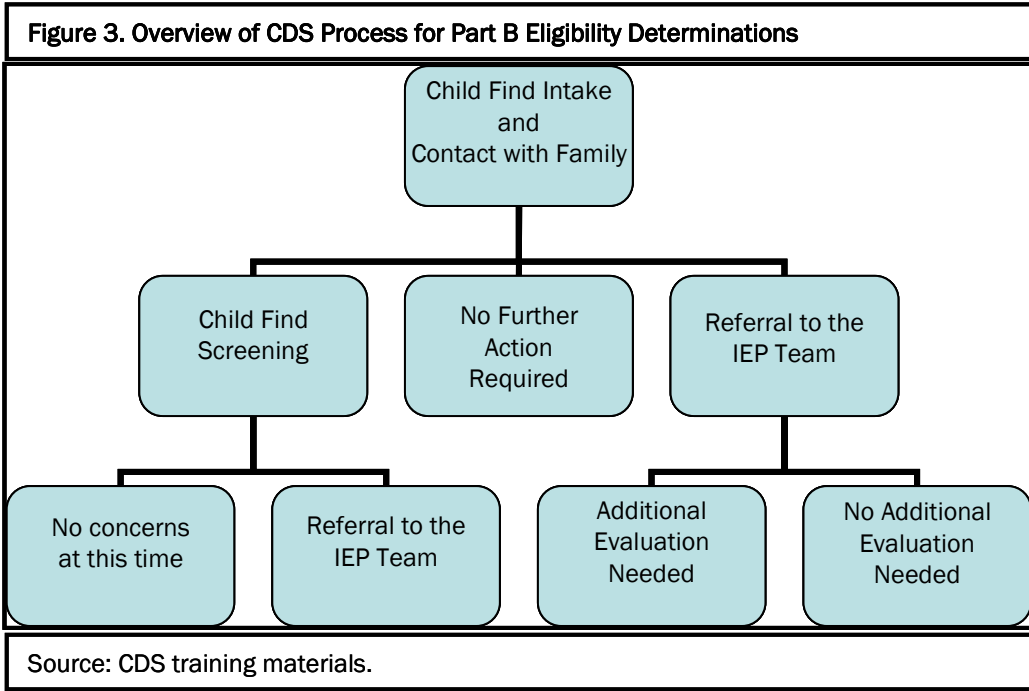 Figure 3. Overview of CDS Process for Part B Eligibility Determinations
Child Find Intake
and
Contact with Family
Child Find
Screening
No Further
Action
Required
Referral to the
IEP Team
No concerns
at this time
Referral to the
IEP Team
Additional
Evaluation
Needed
No Additional
Evaluation
Needed
Source: CDS training materials.